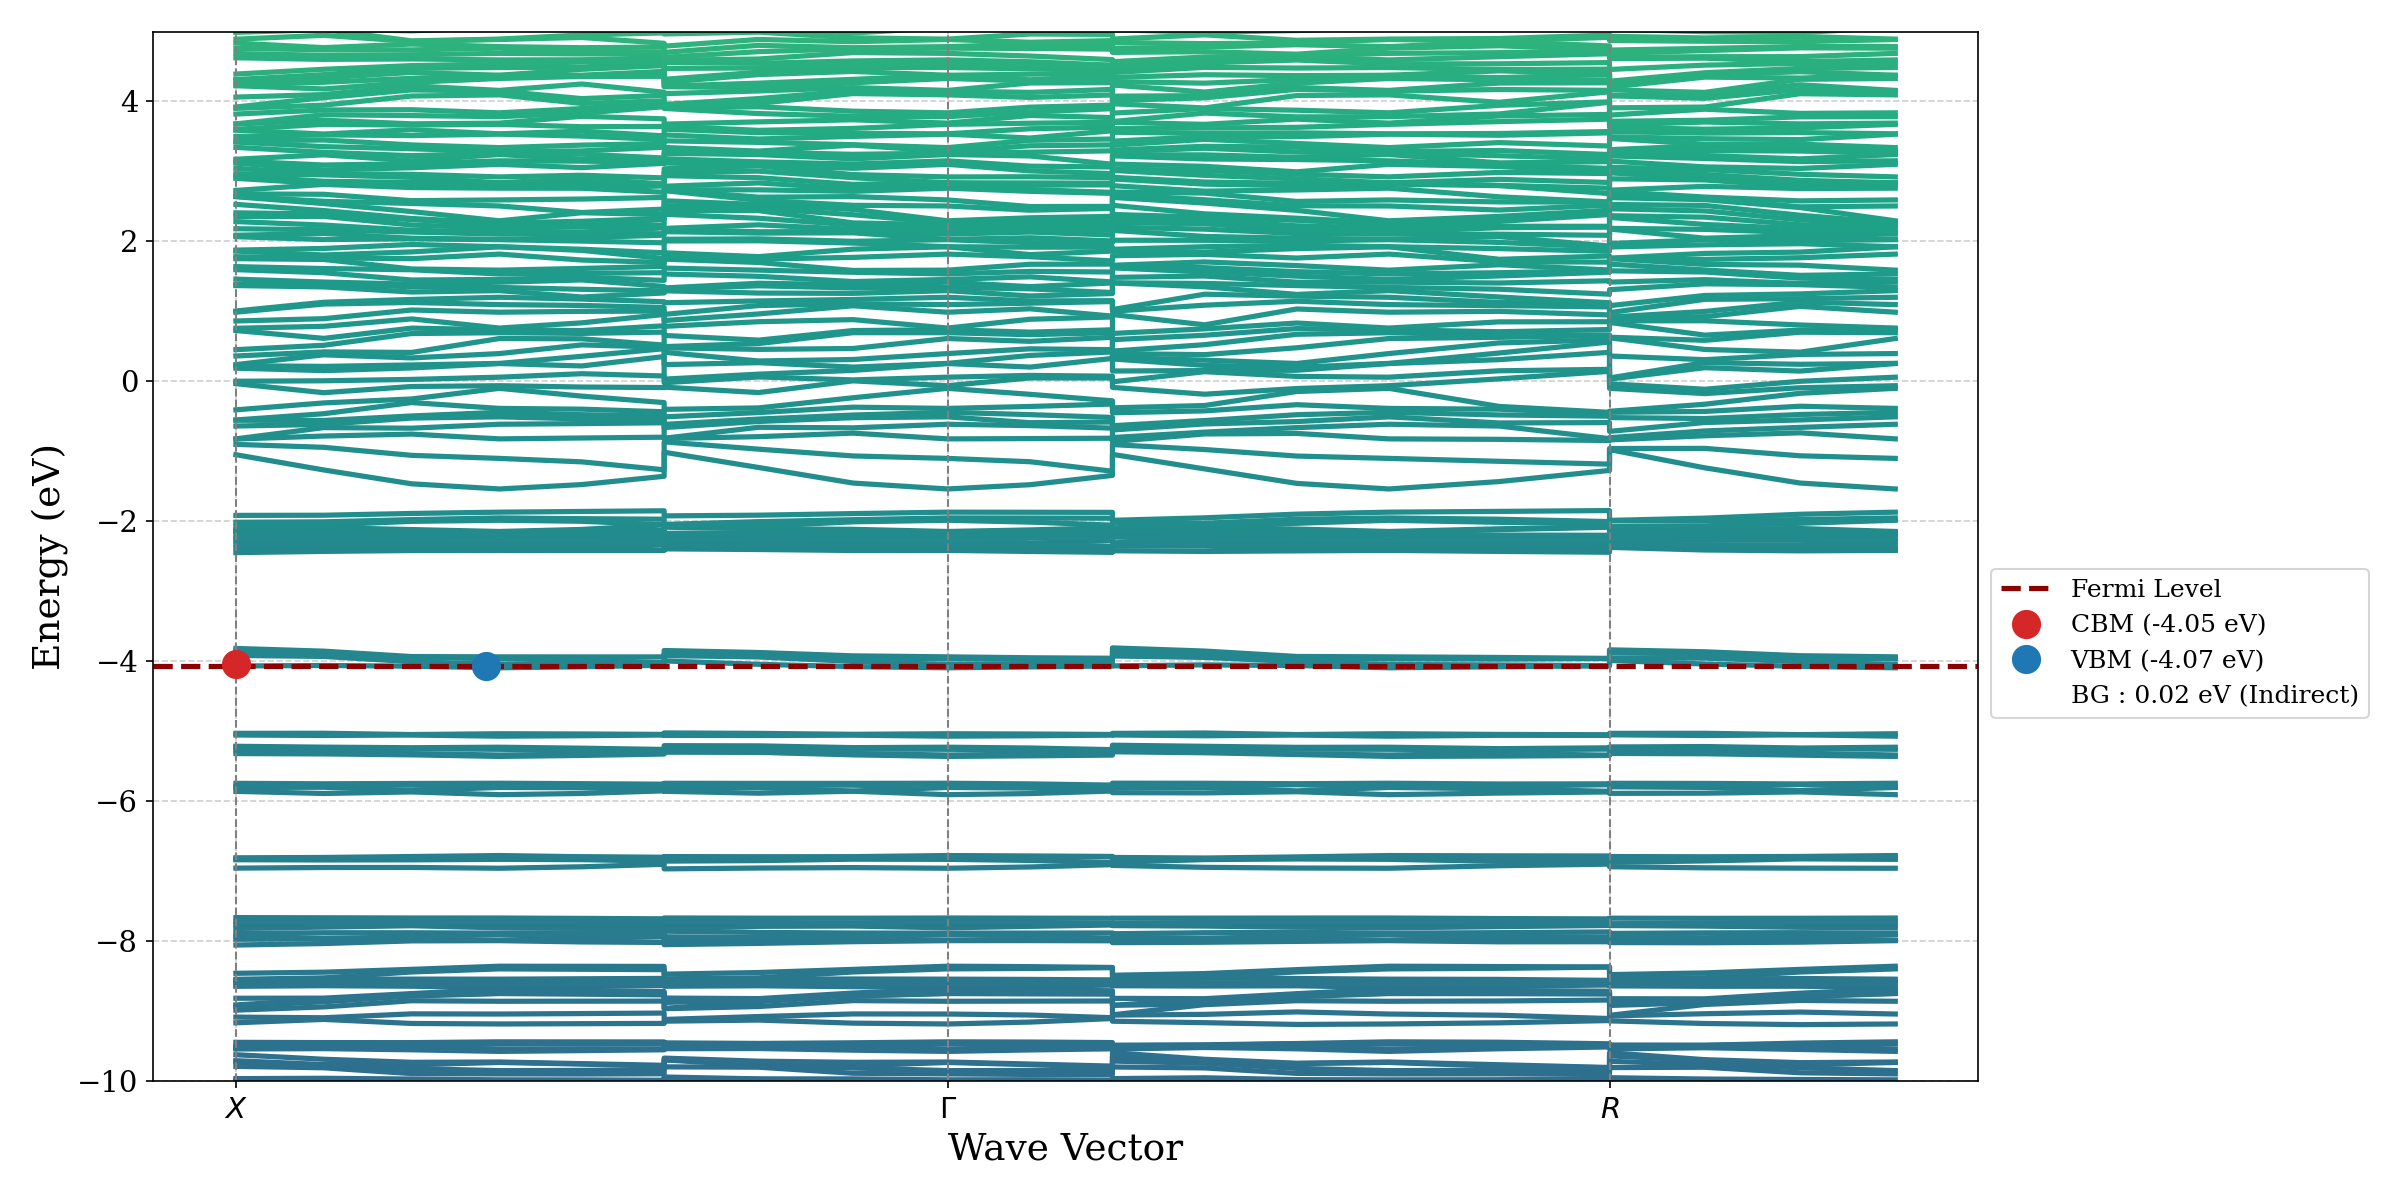 4
2
0
−2
−4
−6
−8
−10
Energy (eV)
X
Γ
R
Wave Vector
Fermi Level
CBM (-4.05 eV)
VBM (-4.07 eV)
BG : 0.02 eV (Indirect)